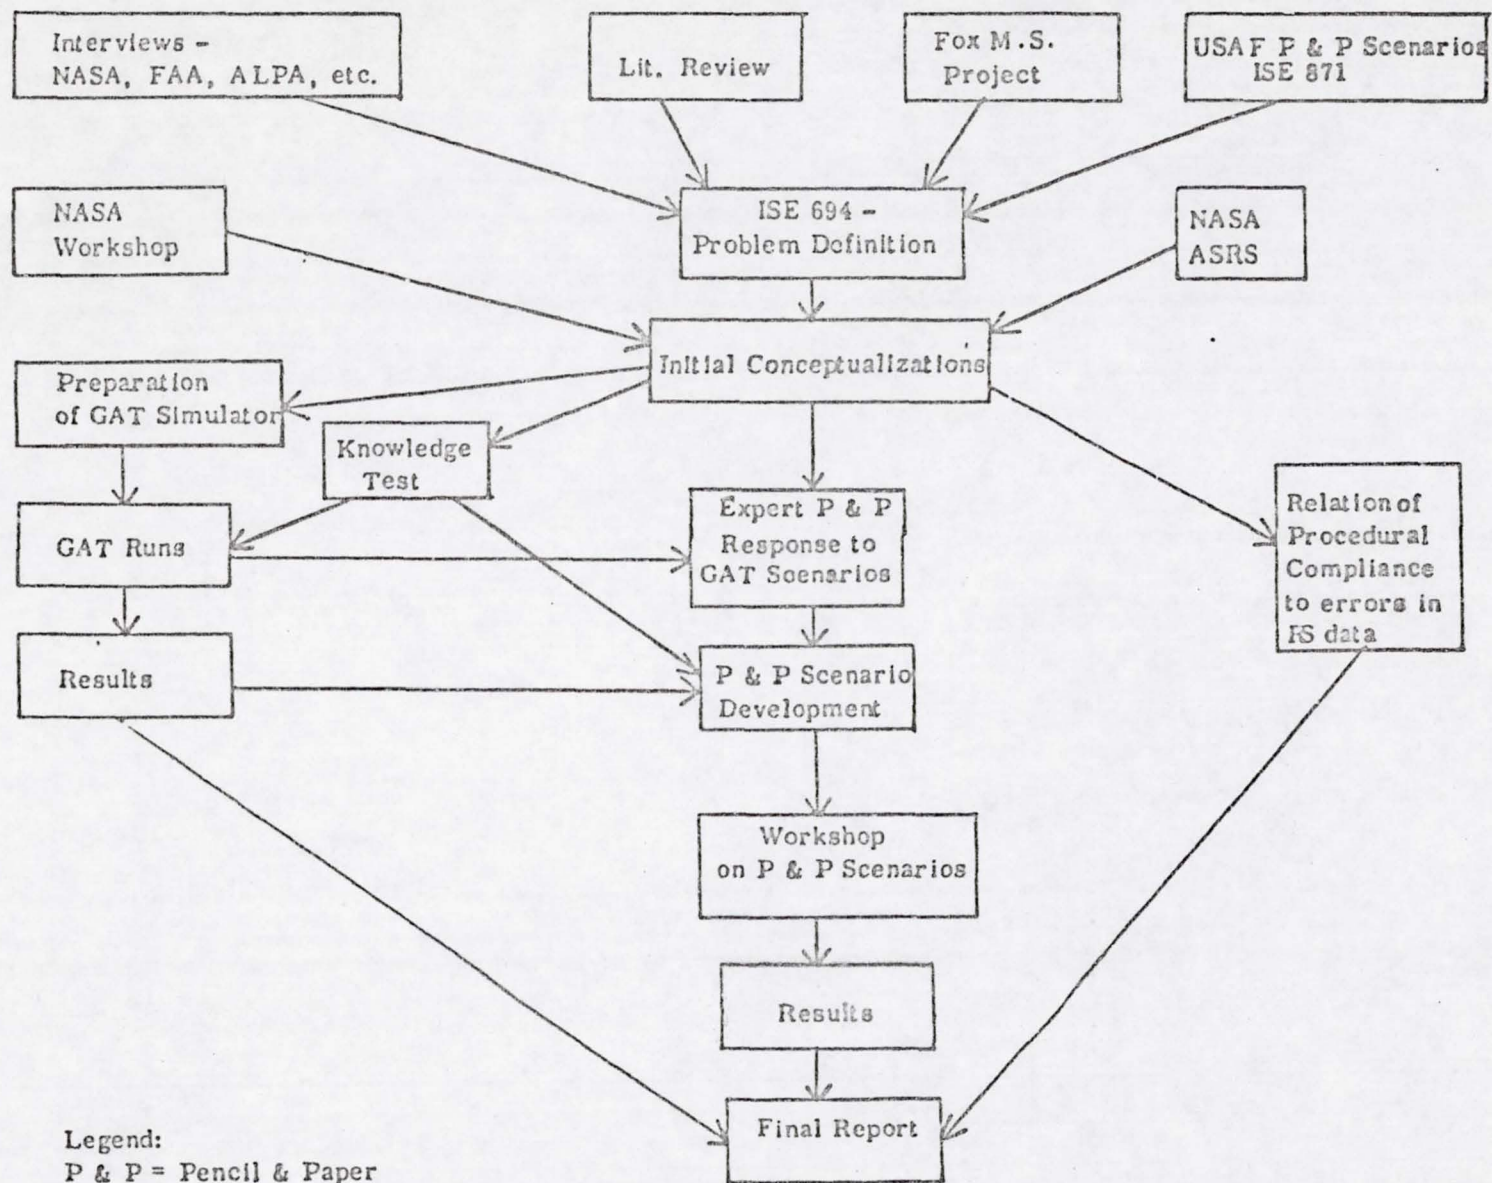 Interviews -
NASA, FAA, ALPA, etc.
Lit. Review
Fox M.S.
Project
USAF P & P Scenarios
ISE 871
NASA
Workshop
ISE 694 -
Problem Definition
NASA
ASRS
Initial Conceptualizations
Preparation
of GAT Simulator
Knowledge
Test
GAT Runs
Expert P & P
Response to
GAT Scenarios
Relation of
Procedural
Compliance
to errors in
RS data
Results
P & P Scenario
Development
Workshop
on P & P Scenarios
Results
Final Report
Legend:
P & P = Pencil & Paper